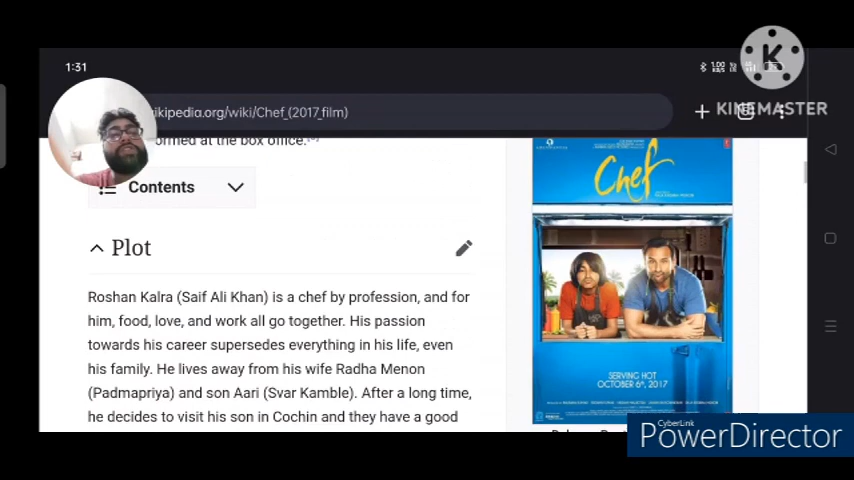 1:31
1.00
KB/S
KINEMASTER
ikipedia.org/wiki/Chef_(2017_film)
ormed at the box office.
Contents
Plot
Roshan Kalra (Saif Ali Khan) is a chef by profession, and for
him, food, love, and work all go together. His passion
towards his career supersedes everything in his life, even
his family. He lives away from his wife Radha Menon
(Padmapriya) and son Aari (Svar Kamble). After a long time,
he decides to visit his son in Cochin and they have a good
Chef
SERVING HOT
OCTOBER 6th, 2017
CyberLink
PowerDirector